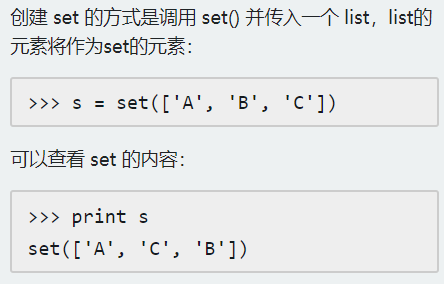 创建 set 的方式是调用 set() 并传入一个 list，list的
元素将作为set的元素：
>>> s = set(['A', 'B', 'C'])
可以查看 set 的内容：
>>> print s
set(['A', 'C', 'B'])